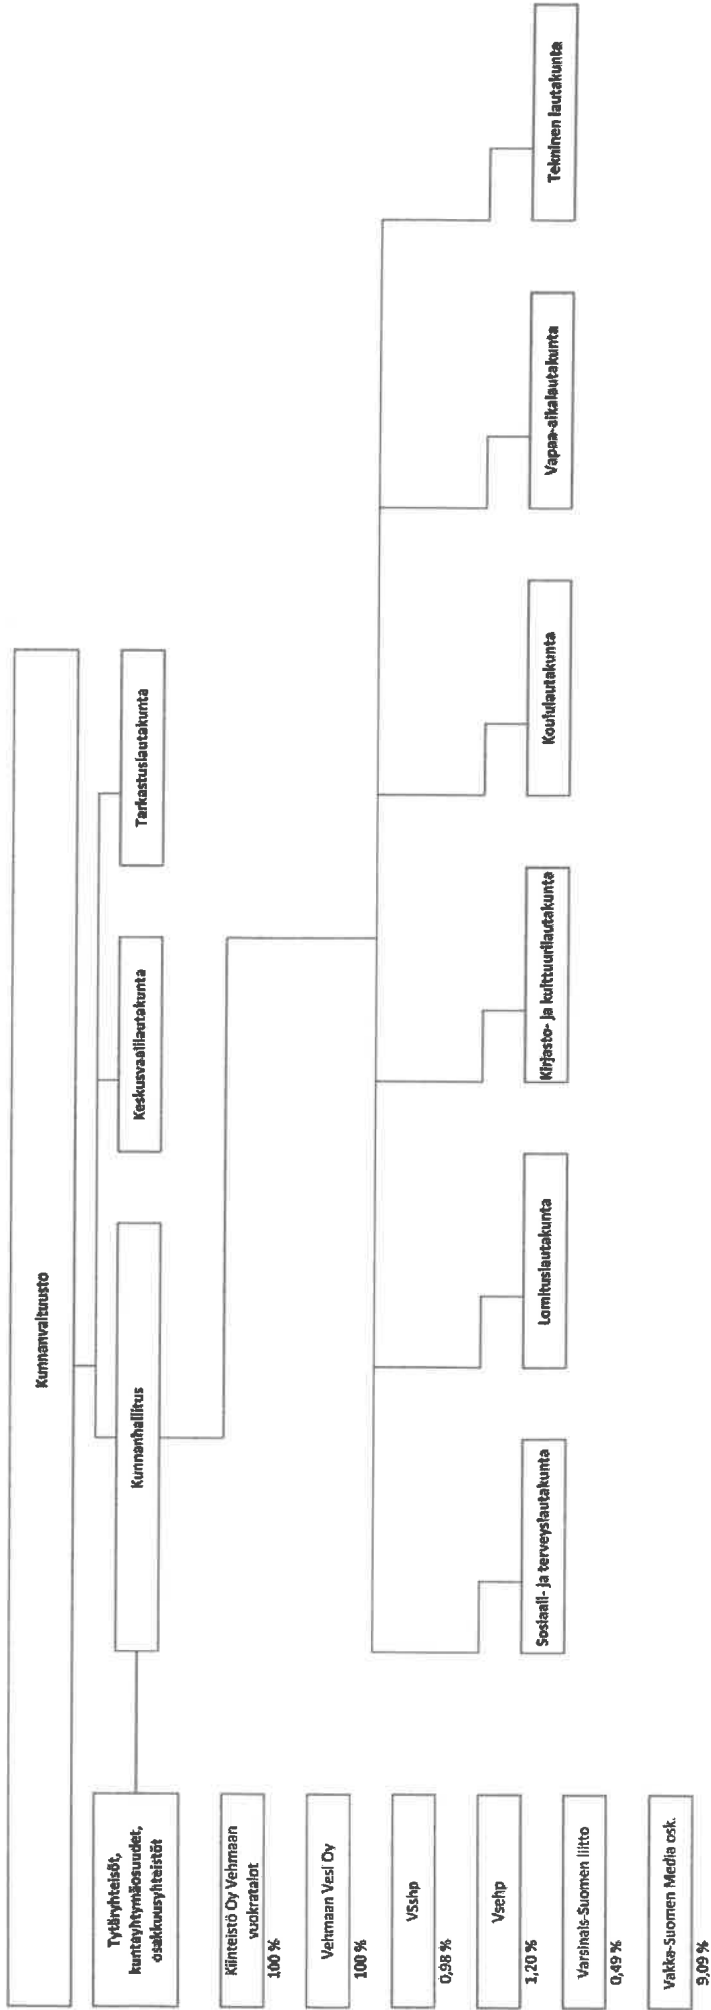 Kunnanvaltuusto
Tytäryhteisöt,
kuntayhtymäosuudet,
osakkuusyhteistöt
Kunnanhallitus
Keskusvaalilautakunta
Tarkastuslautakunta
Kiinteistö Oy Vehmaan
vuokratalot
100 %
Vehmaan Vesi Oy
100 %
VSshp
0,98 %
Vsehp
1,20 %
Varsinais-Suomen liitto
0,49 %
Vakka-Suomen Media osk.
9,09 %
Sosiaali- ja terveyslautakunta
Lomituslautakunta
Kirjasto- ja kulttuurilautakunta
Koululautakunta
Vapaa-aikalautakunta
Tekninen lautakunta